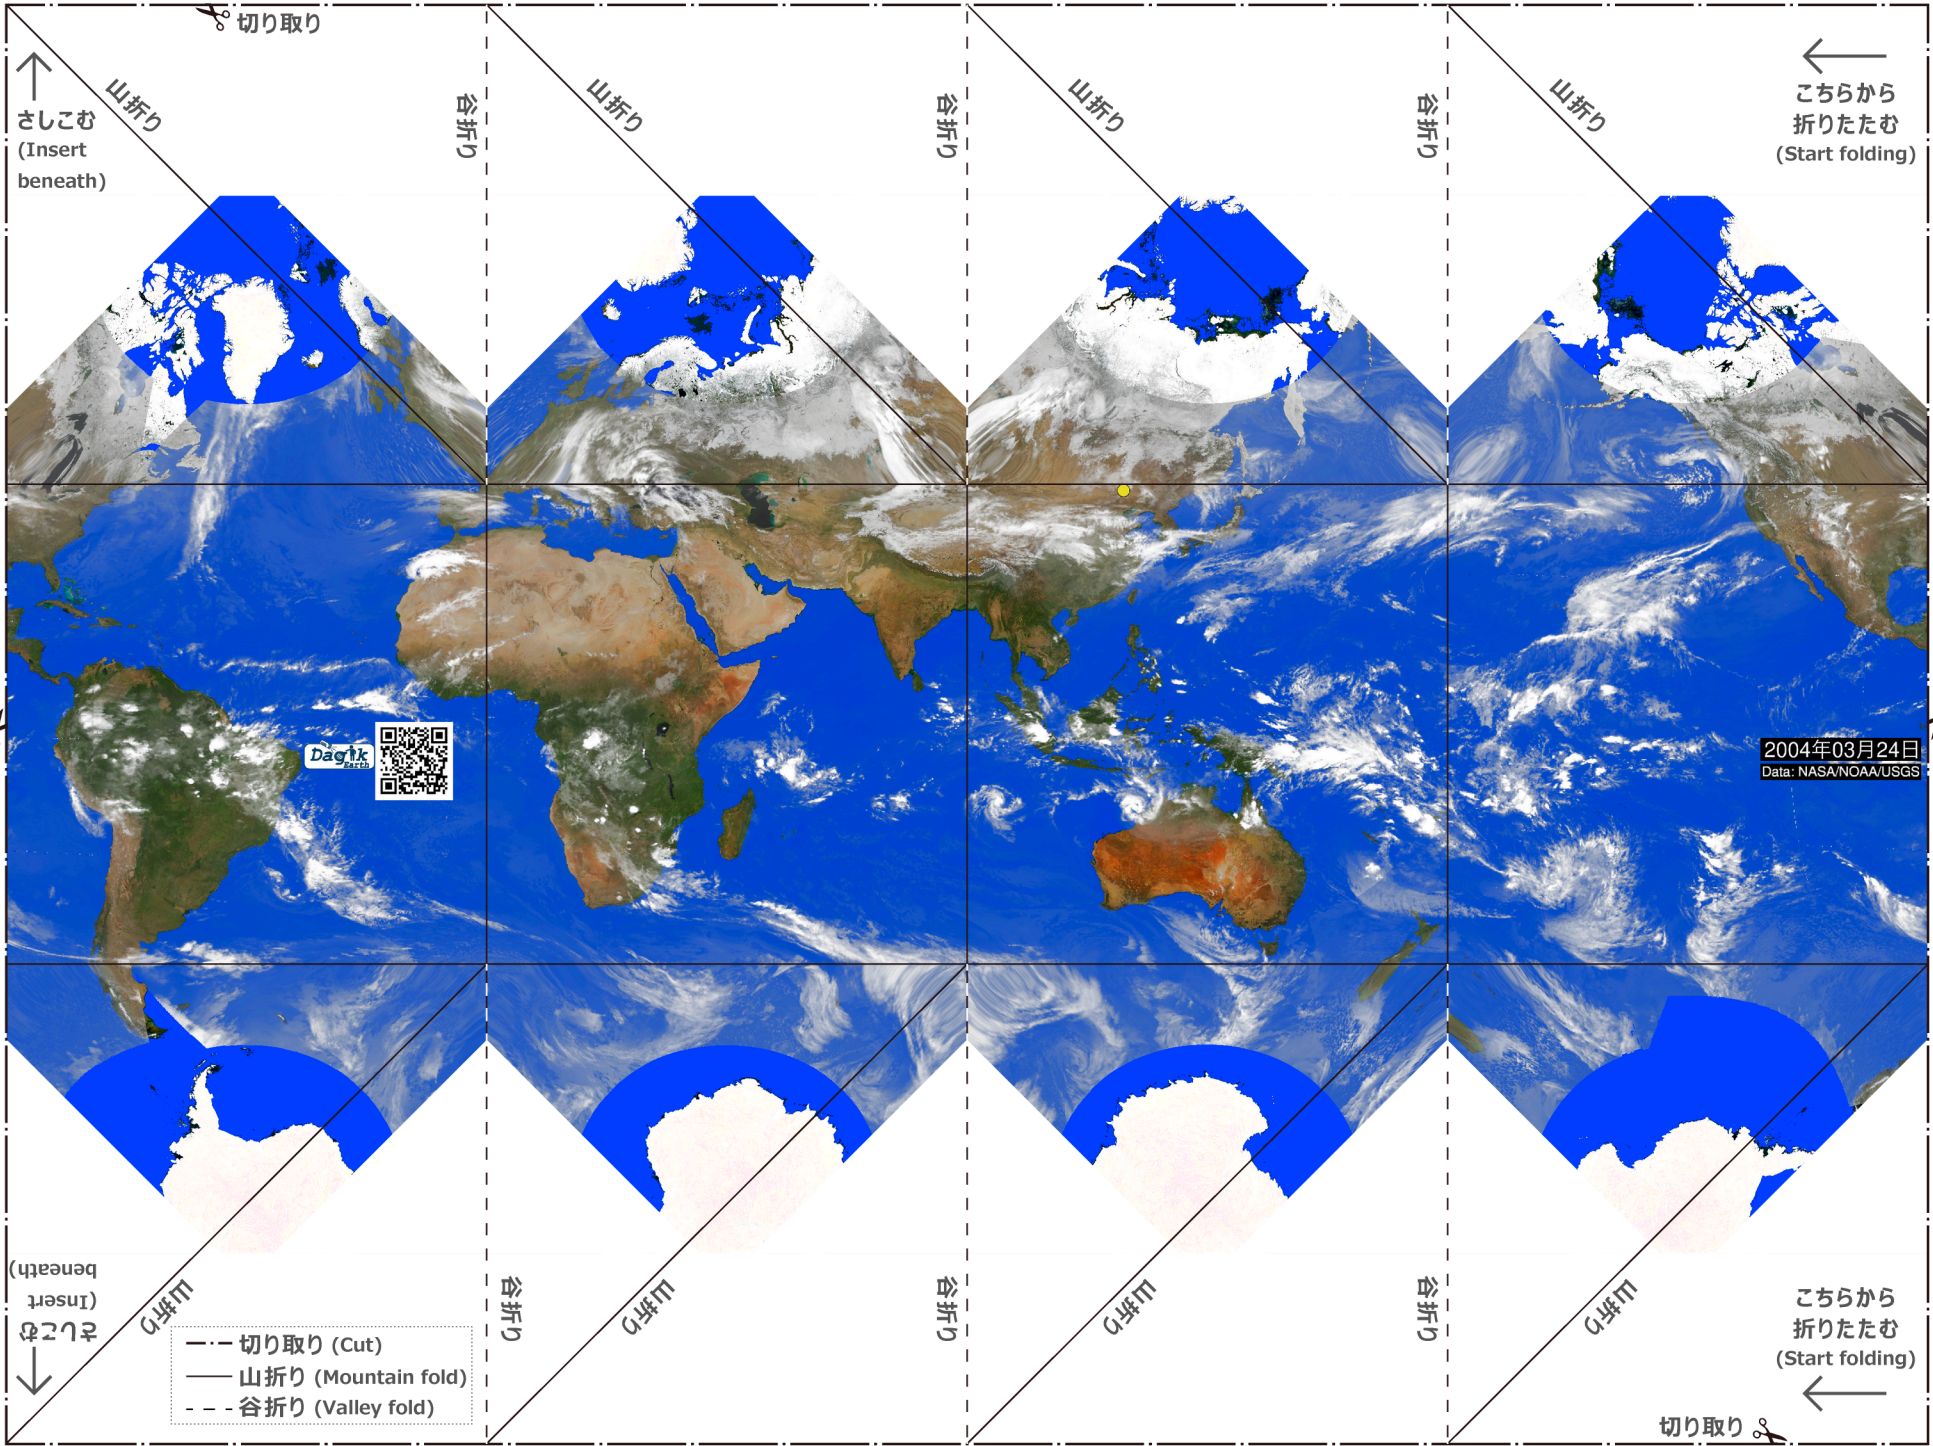 切り取り
山折り
谷折り
山折り
谷折り
山折り
谷折り
山折り
さしこむ
(Insert
beneath)
こちらから
折りたたむ
(Start folding)
Dagik
Earth
2004年03月24日
Data: NASA/NOAA/USGS
さしこむ
(Insert
beneath)
山折り
谷折り
山折り
谷折り
山折り
谷折り
山折り
こちらから
折りたたむ
(Start folding)
切り取り (Cut)
山折り (Mountain fold)
谷折り (Valley fold)
切り取り